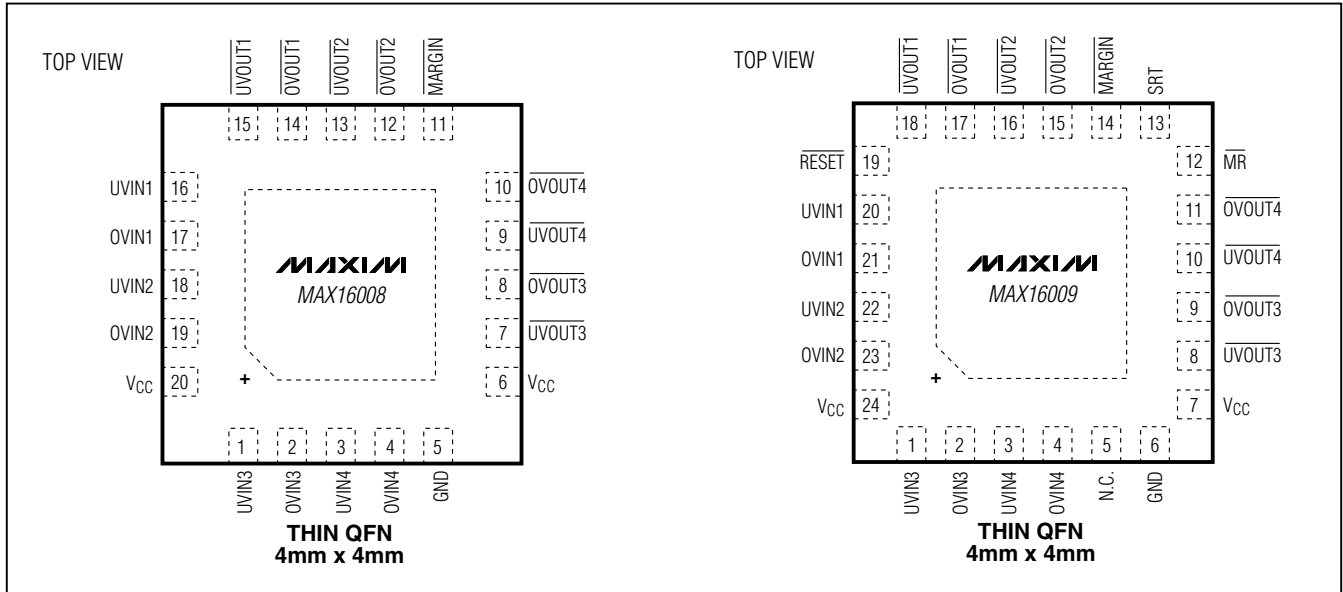 TOP VIEW
UVOUT1
OVOUT1
UVOUT2
OVOUT2
MARGIN
15
14
13
12
11
UVIN1 16
OVIN1 17
UVIN2 18
OVIN2 19
VCC 20
10 OVOUT4
9 UVOUT4
8 OVOUT3
7 UVOUT3
6 VCC
MAXIM
MAX16008
+
1
2
3
4
5
UVIN3
OVIN3
UVIN4
OVIN4
GND
THIN QFN
4mm x 4mm
TOP VIEW
UVOUT1
OVOUT1
UVOUT2
OVOUT2
MARGIN
SRT
18
17
16
15
14
13
RESET 19
UVIN1 20
OVIN1 21
UVIN2 22
OVIN2 23
VCC 24
12 MR
11 OVOUT4
10 UVOUT4
9 OVOUT3
8 UVOUT3
7 VCC
MAXIM
MAX16009
+
1
2
3
4
5
6
UVIN3
OVIN3
UVIN4
OVIN4
N.C.
GND
THIN QFN
4mm x 4mm